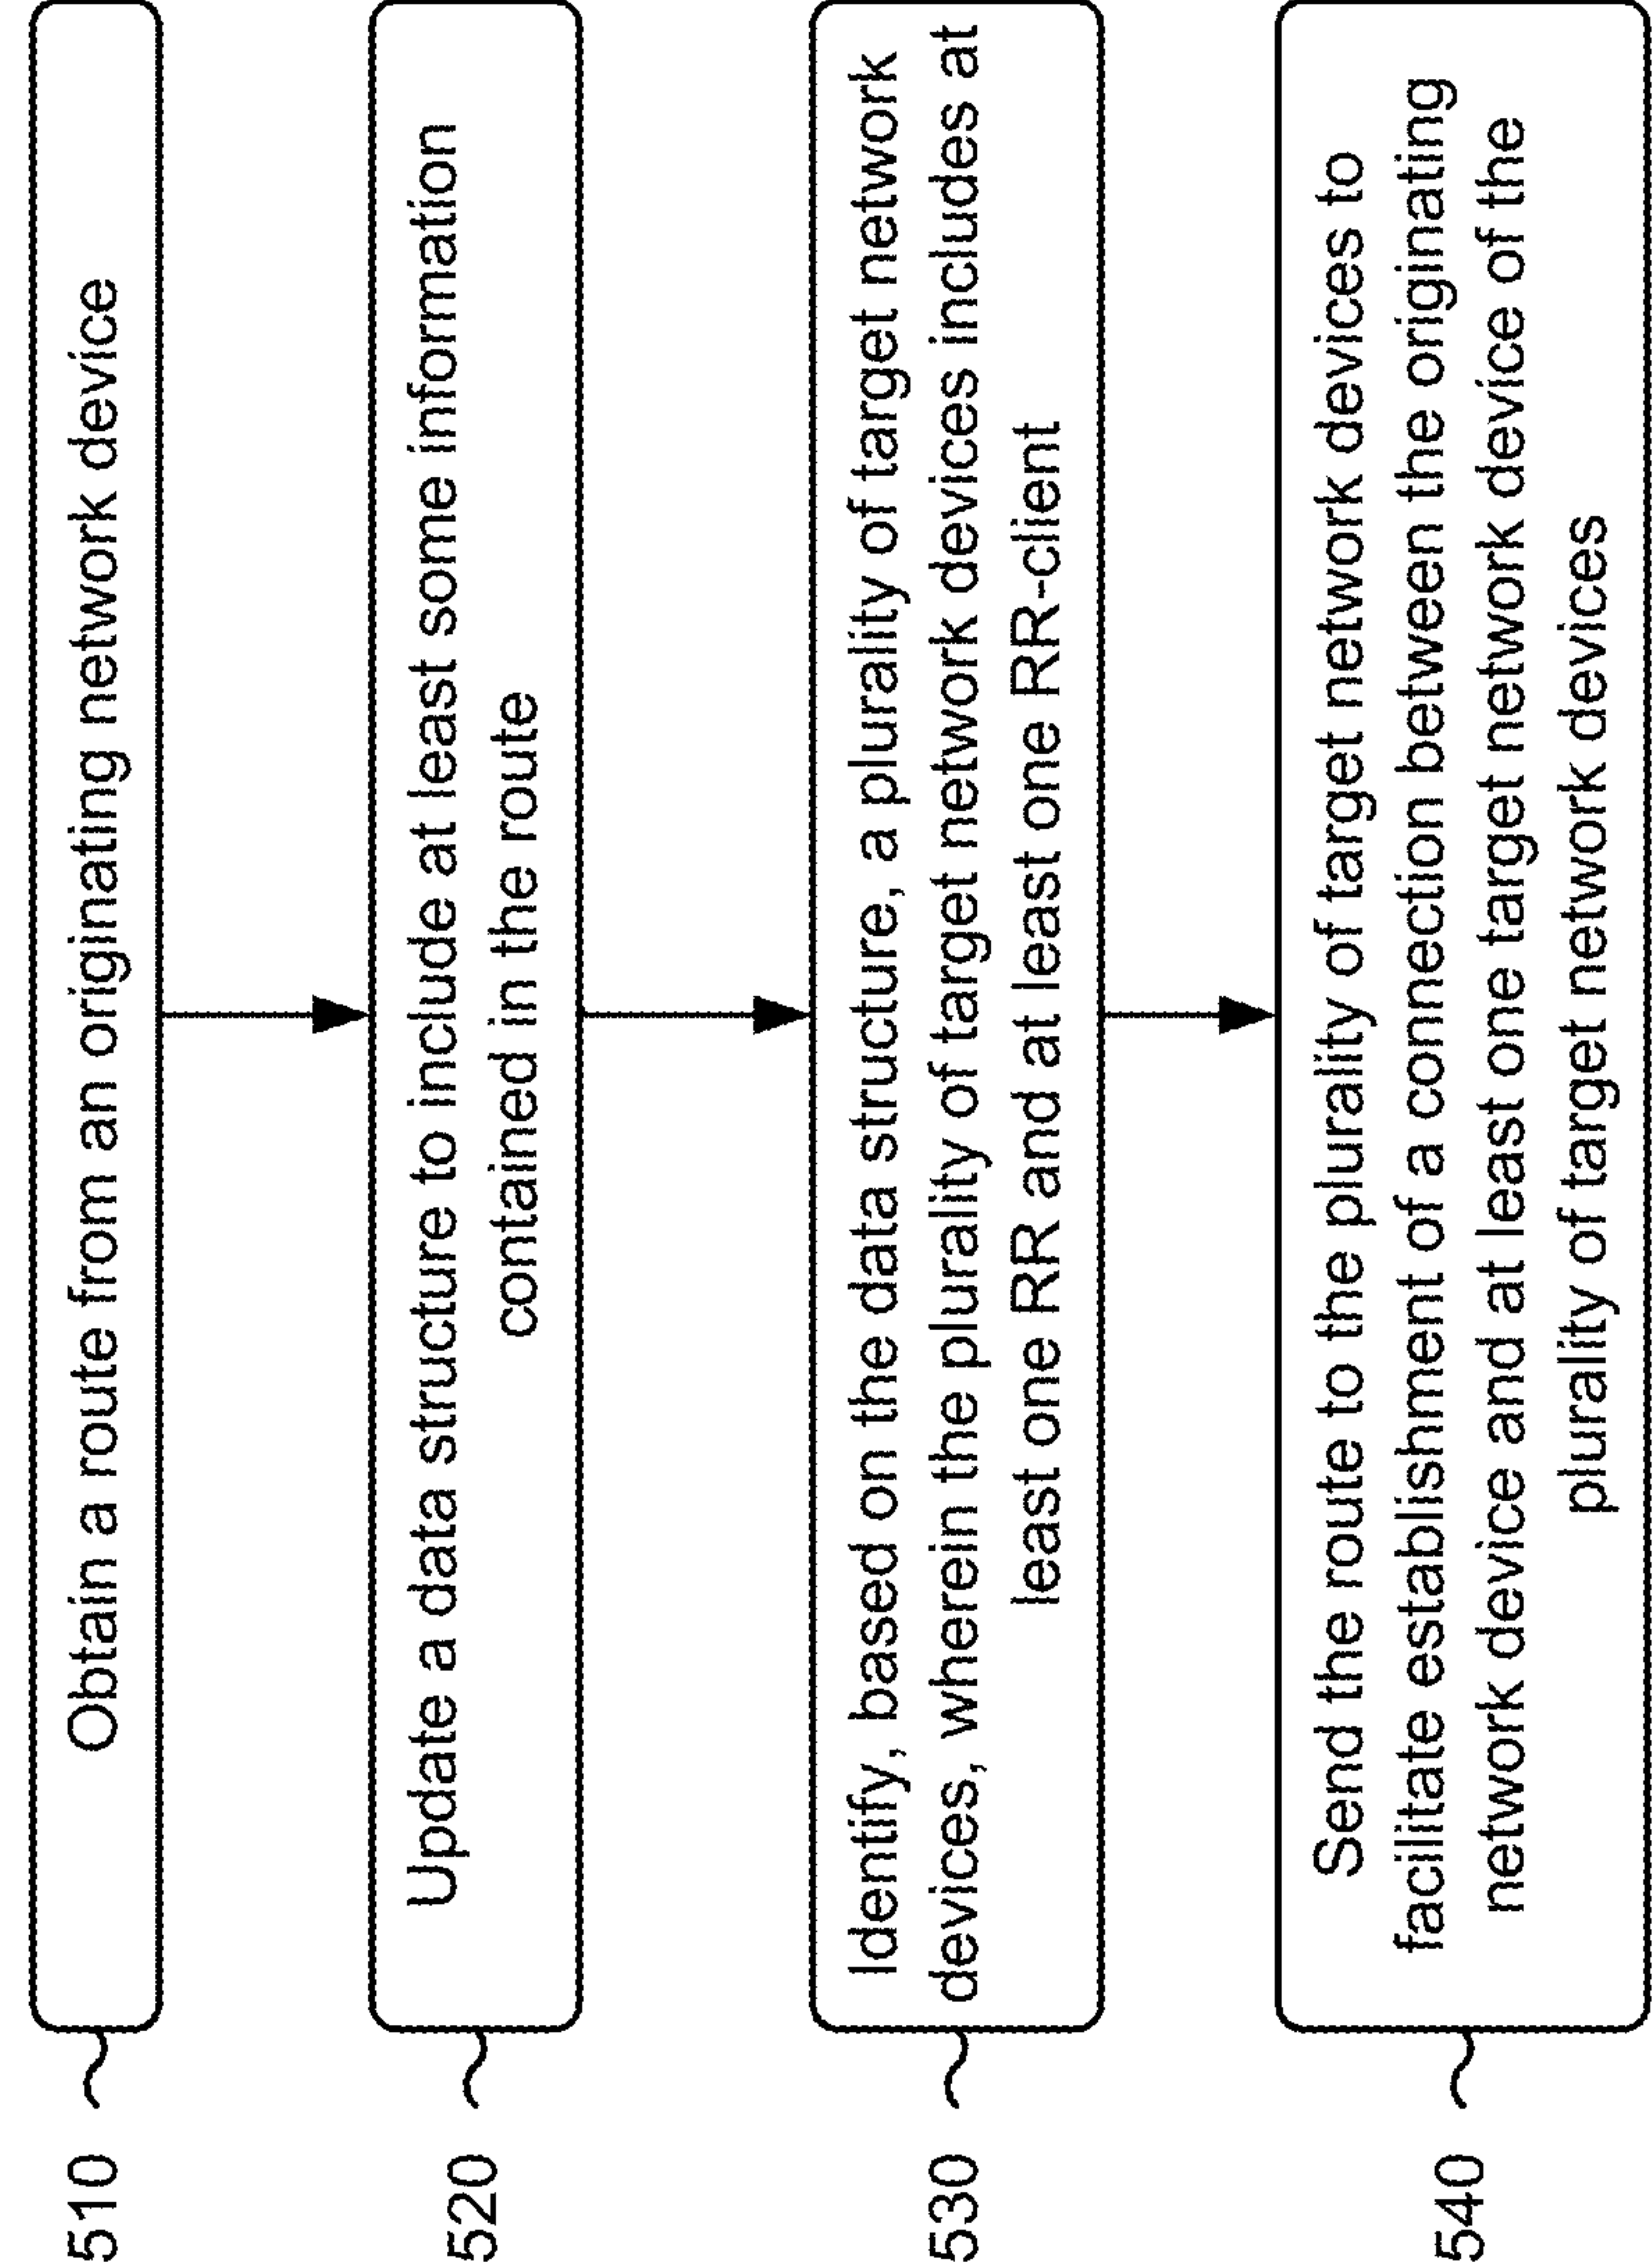 510
Obtain a route from an originating network device
520
Update a data structure to include at least some information
contained in the route
530
Identify, based on the data structure, a plurality of target network
devices, wherein the plurality of target network devices includes at
least one RR and at least one RR-client
540
Send the route to the plurality of target network devices to
facilitate establishment of a connection between the originating
network device and at least one target network device of the
plurality of target network devices